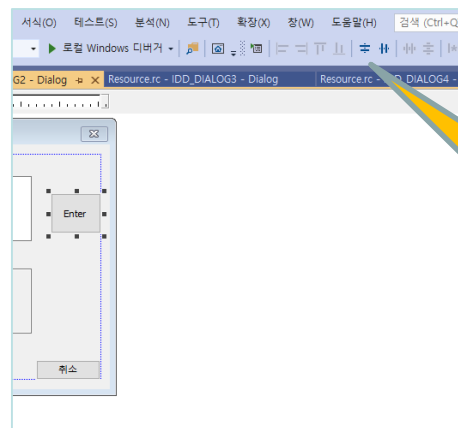 서식(O) 테스트(S) 분석(N) 도구(T) 확장(X) 창(W) 도움말(H) 검색 (Ctrl+Q
로컬 Windows 디버거
G2 - Dialog Resource.rc - IDD_DIALOG3 - Dialog Resource.rc - IDD_DIALOG4 -
Enter
취소